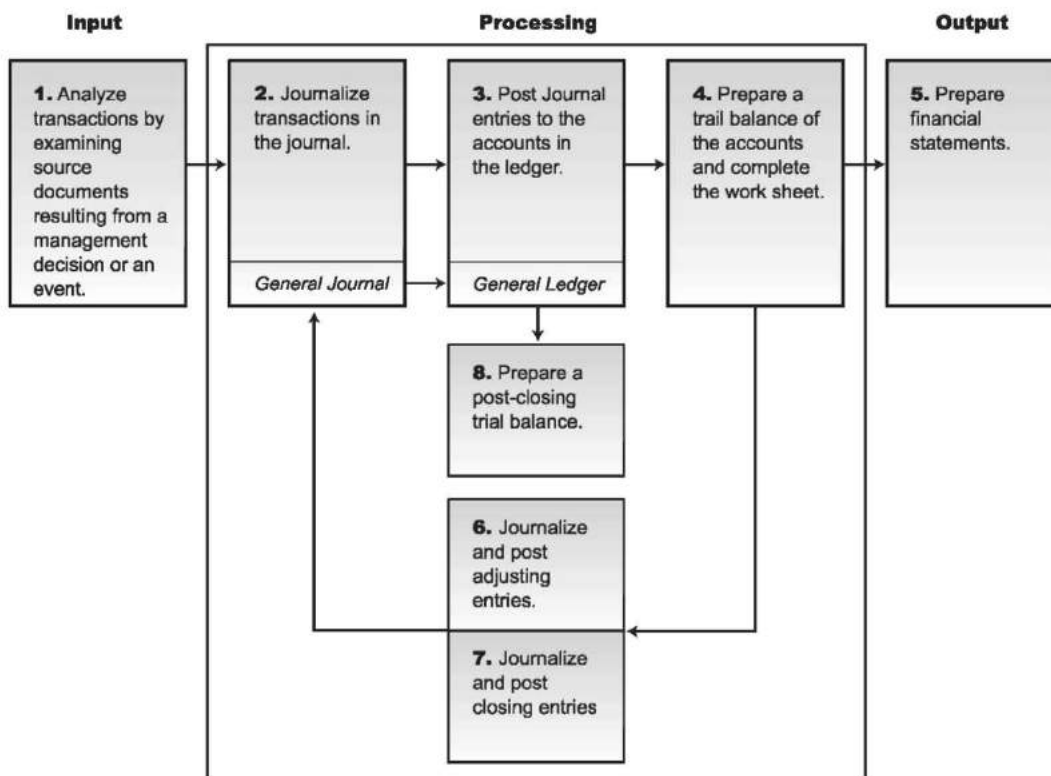 Input
Processing
Output
1. Analyze
transactions by
examining
source
documents
resulting from a
management
decision or an
event.
2. Journalize
transactions in
the journal.
General Journal
3. Post Journal
entries to the
accounts in
the ledger.
General Ledger
4. Prepare a
trail balance of
the accounts
and complete
the work sheet.
5. Prepare
financial
statements.
8. Prepare a
post-closing
trial balance.
6. Journalize
and post
adjusting
entries.
7. Journalize
and post
closing entries